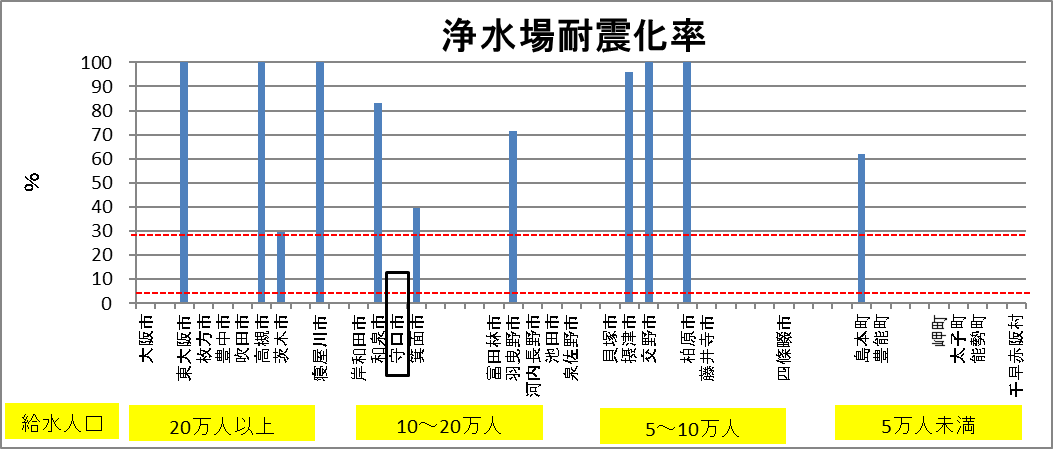 浄水場耐震化率
%
100
90
80
70
60
50
40
30
20
10
0
大阪市
東大阪市
枚方市
豊中市
吹田市
高槻市
茨木市
寝屋川市
岸和田市
和泉市
守口市
箕面市
富田林市
羽曳野市
河内長野市
池田市
泉佐野市
貝塚市
摂津市
交野市
柏原市
藤井寺市
四條畷市
島本町
豊能町
岬町
太子町
能勢町
千早赤阪村
給水人口
20万人以上
10～20万人
5～10万人
5万人未満